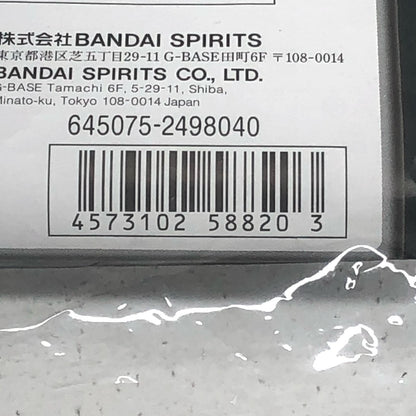 株式会社BANDAI SPIRITS
東京都港区芝五丁目29-11 G-BASE田町6F 〒108-0014
BANDAI SPIRITS CO., LTD.
G-BASE Tamachi 6F, 5-29-11, Shiba,
Minato-ku, Tokyo 108-0014 Japan
645075-2498040
4573102 58820 3